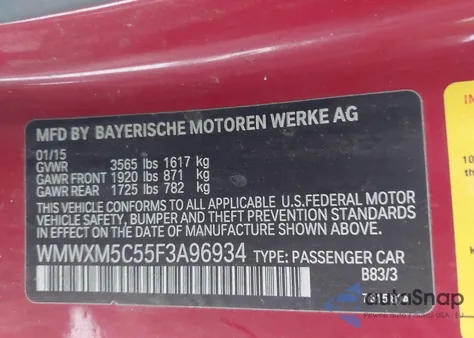 MFD BY BAYERISCHE MOTOREN WERKE AG
01/15
GVWR 3565 lbs 1617 kg
GAWR FRONT 1920 lbs 871 kg
GAWR REAR 1725 lbs 782 kg
THIS VEHICLE CONFORMS TO ALL APPLICABLE U.S.FEDERAL MOTOR
VEHICLE SAFETY, BUMPER AND THEFT PREVENTION STANDARDS
IN EFFECT ON THE DATE OF MANUFACTURE SHOWN ABOVE.
WMWXM5C55F3A96934 TYPE: PASSENGER CAR
B83/3
AutoSnap